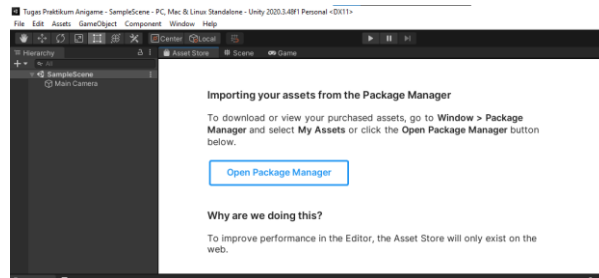 Tugas Praktikum Anigame - SampleScene - PC, Mac & Linux Standalone - Unity 2020.3.48f1 Personal <DX11>
File Edit Assets GameObject Component Window Help
Center Local
Hierarchy Asset Store Scene Game
All
SampleScene
Main Camera
Importing your assets from the Package Manager
To download or view your purchased assets, go to Window > Package
Manager and select My Assets or click the Open Package Manager button
below.
Open Package Manager
Why are we doing this?
To improve performance in the Editor, the Asset Store will only exist on the
web.